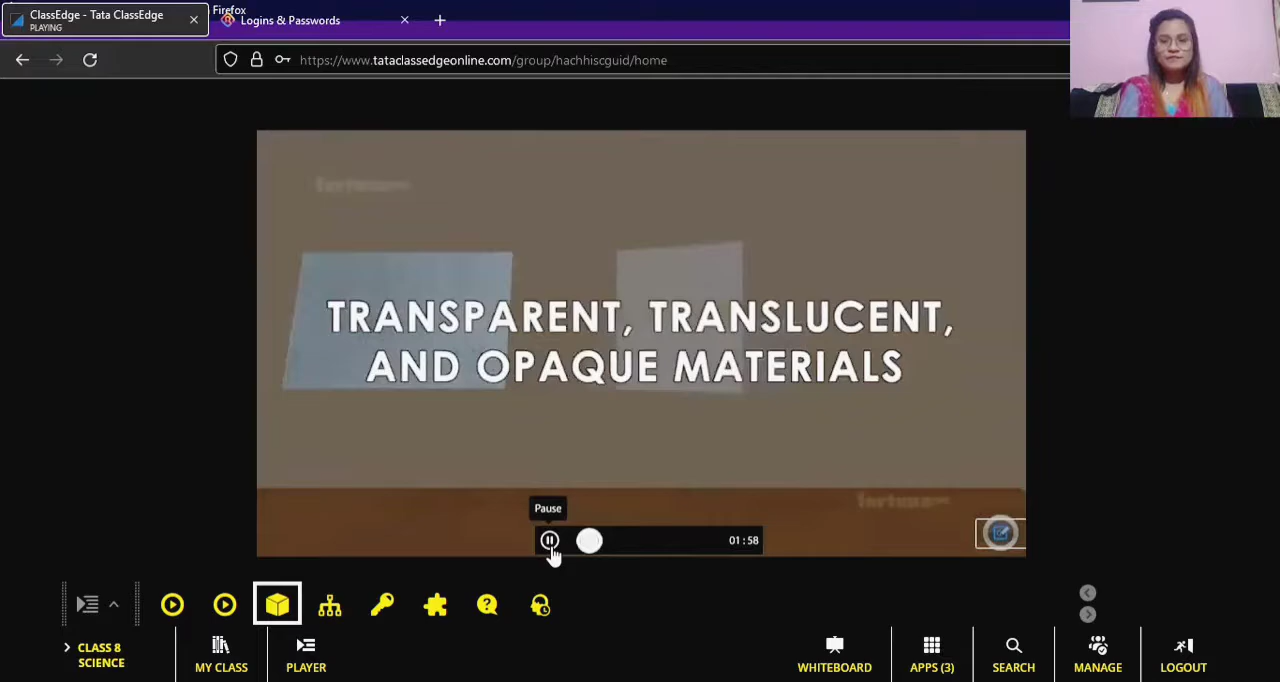 Firefox
ClassEdge - Tata ClassEdge
PLAYING
Logins & Passwords
https://www.tataclassedgeonline.com/group/hachhiscguid/home
TRANSPARENT, TRANSLUCENT,
AND OPAQUE MATERIALS
Pause
01 : 58
CLASS 8
SCIENCE
MY CLASS
PLAYER
WHITEBOARD
APPS (3)
SEARCH
MANAGE
LOGOUT